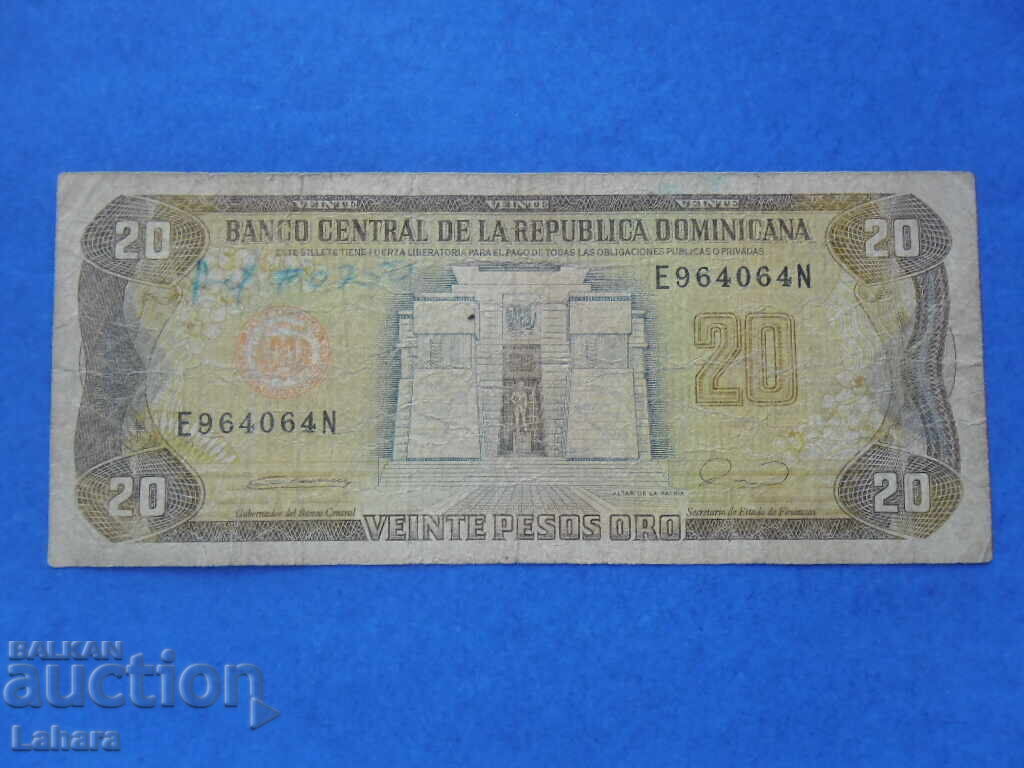 VEINTE VEINTE VEINTE
20 BANCO CENTRAL DE LA REPUBLICA DOMINICANA 20
ESTE BILLETE TIENE FUERZA LIBERATORIA PARA EL PAGO DE TODAS LAS OBLIGACIONES PUBLICAS O PRIVADAS
E964064N
20
E964064N
ALTAR DE LA PATRIA
20 20
Gobernador del Banco Central Secretario de Estado de Finanzas
VEINTE PESOS ORO
BALKAN
auction
Lahara